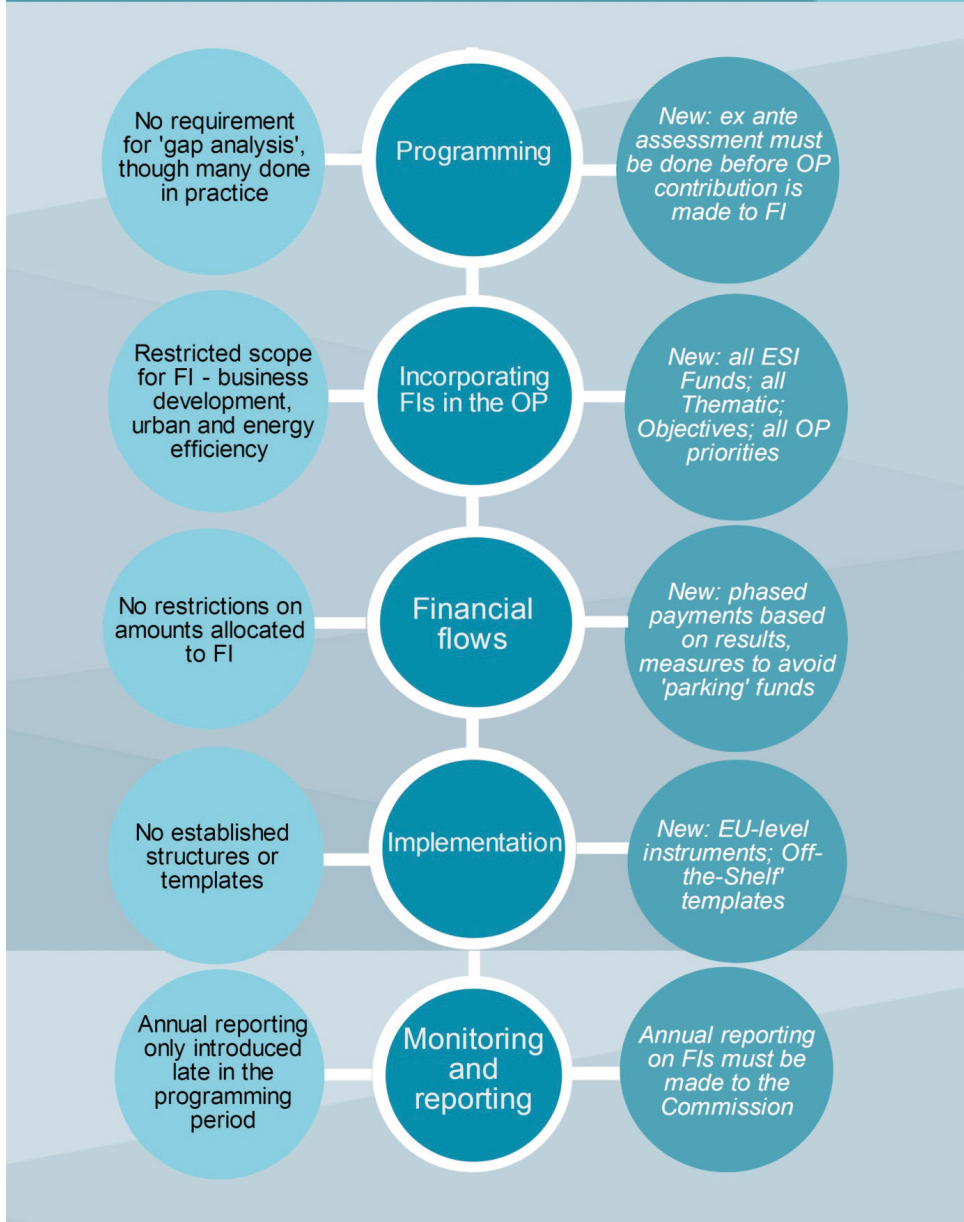 No requirement
for 'gap analysis',
though many done
in practice
Programming
New: ex ante
assessment must
be done before OP
contribution is
made to FI
Restricted scope
for FI - business
development,
urban and energy
efficiency
Incorporating
FIs in the OP
New: all ESI
Funds; all
Thematic;
Objectives; all OP
priorities
No restrictions on
amounts allocated
to FI
Financial
flows
New: phased
payments based
on results,
measures to avoid
'parking' funds
No established
structures or
templates
Implementation
New: EU-level
instruments; Off-
the-Shelf'
templates
Annual reporting
only introduced
late in the
programming
period
Monitoring
and
reporting
Annual reporting
on FIs must be
made to the
Commission